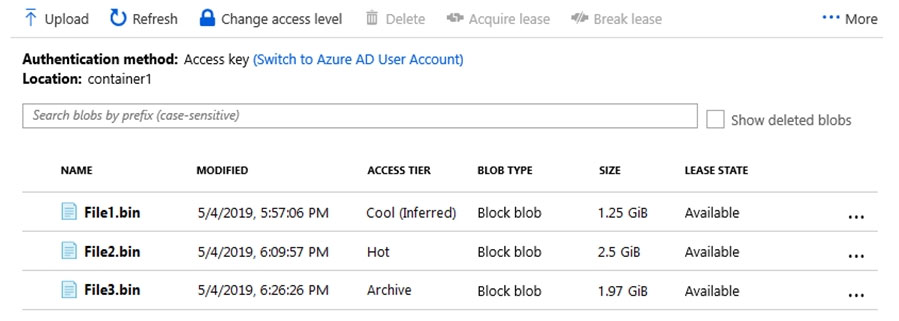 Upload Refresh Change access level Delete Acquire lease Break lease ••• More
Authentication method: Access key (Switch to Azure AD User Account)
Location: container1
Search blobs by prefix (case-sensitive) Show deleted blobs
NAME MODIFIED ACCESS TIER BLOB TYPE SIZE LEASE STATE
File1.bin 5/4/2019, 5:57:06 PM Cool (Inferred) Block blob 1.25 GiB Available ...
File2.bin 5/4/2019, 6:09:57 PM Hot Block blob 2.5 GiB Available ...
File3.bin 5/4/2019, 6:26:26 PM Archive Block blob 1.97 GiB Available ...